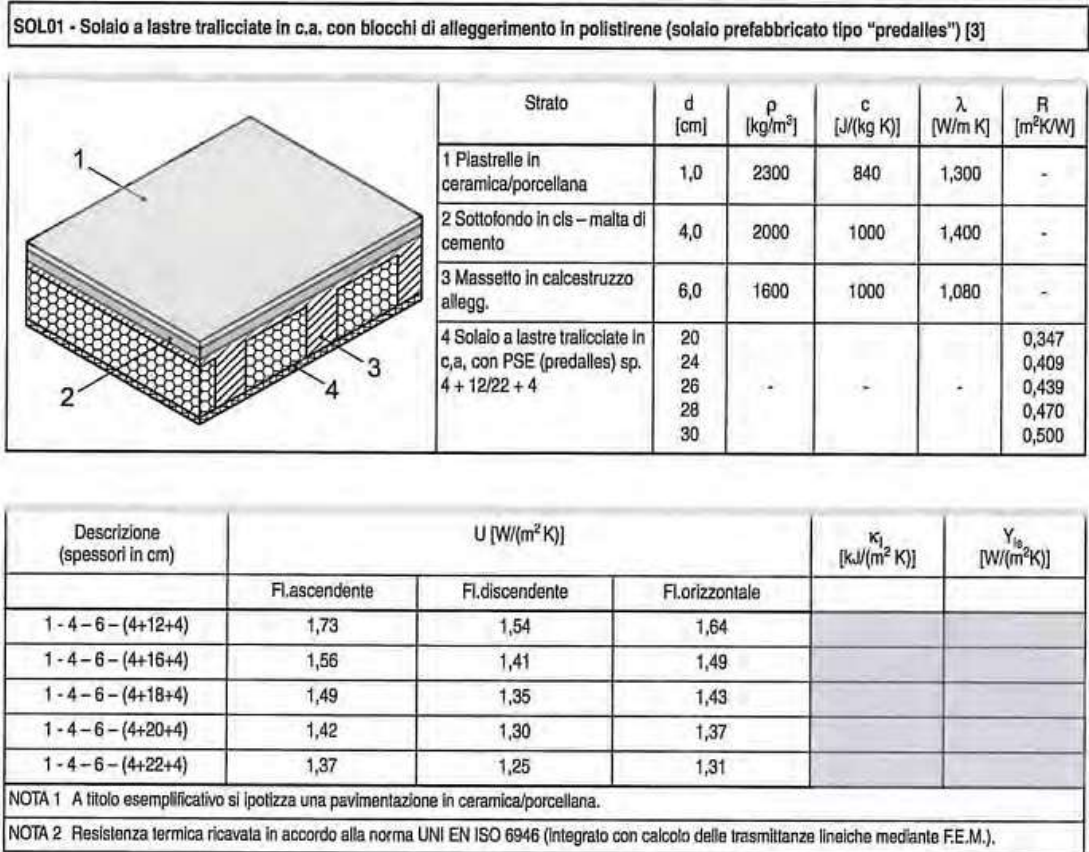 SOL01 - Solaio a lastre tralicciate in c.a. con blocchi di alleggerimento in polistirene (solaio prefabbricato tipo "predalles") [3]
1
2
3
4
Strato d [cm] ρ [kg/m³] c [J/(kg K)] λ [W/m K] R [m²K/W]
1 Piastrelle in ceramica/porcellana 1,0 2300 840 1,300 -
2 Sottofondo in cls – malta di cemento 4,0 2000 1000 1,400 -
3 Massetto in calcestruzzo allegg. 6,0 1600 1000 1,080 -
4 Solaio a lastre tralicciate in c,a, con PSE (predalles) sp. 4 + 12/22 + 4 - - -
20 0,347
24 0,409
26 0,439
28 0,470
30 0,500
Descrizione (spessori in cm) U [W/(m² K)] κᵢ [kJ/(m² K)] Yᵢₑ [W/(m²K)]
Fl.ascendente Fl.discendente Fl.orizzontale
1 - 4 – 6 – (4+12+4) 1,73 1,54 1,64
1 - 4 – 6 – (4+16+4) 1,56 1,41 1,49
1 - 4 – 6 – (4+18+4) 1,49 1,35 1,43
1 - 4 – 6 – (4+20+4) 1,42 1,30 1,37
1 - 4 – 6 – (4+22+4) 1,37 1,25 1,31
NOTA 1 A titolo esemplificativo si ipotizza una pavimentazione in ceramica/porcellana.
NOTA 2 Resistenza termica ricavata in accordo alla norma UNI EN ISO 6946 (integrato con calcolo delle trasmittanze lineiche mediante F.E.M.).